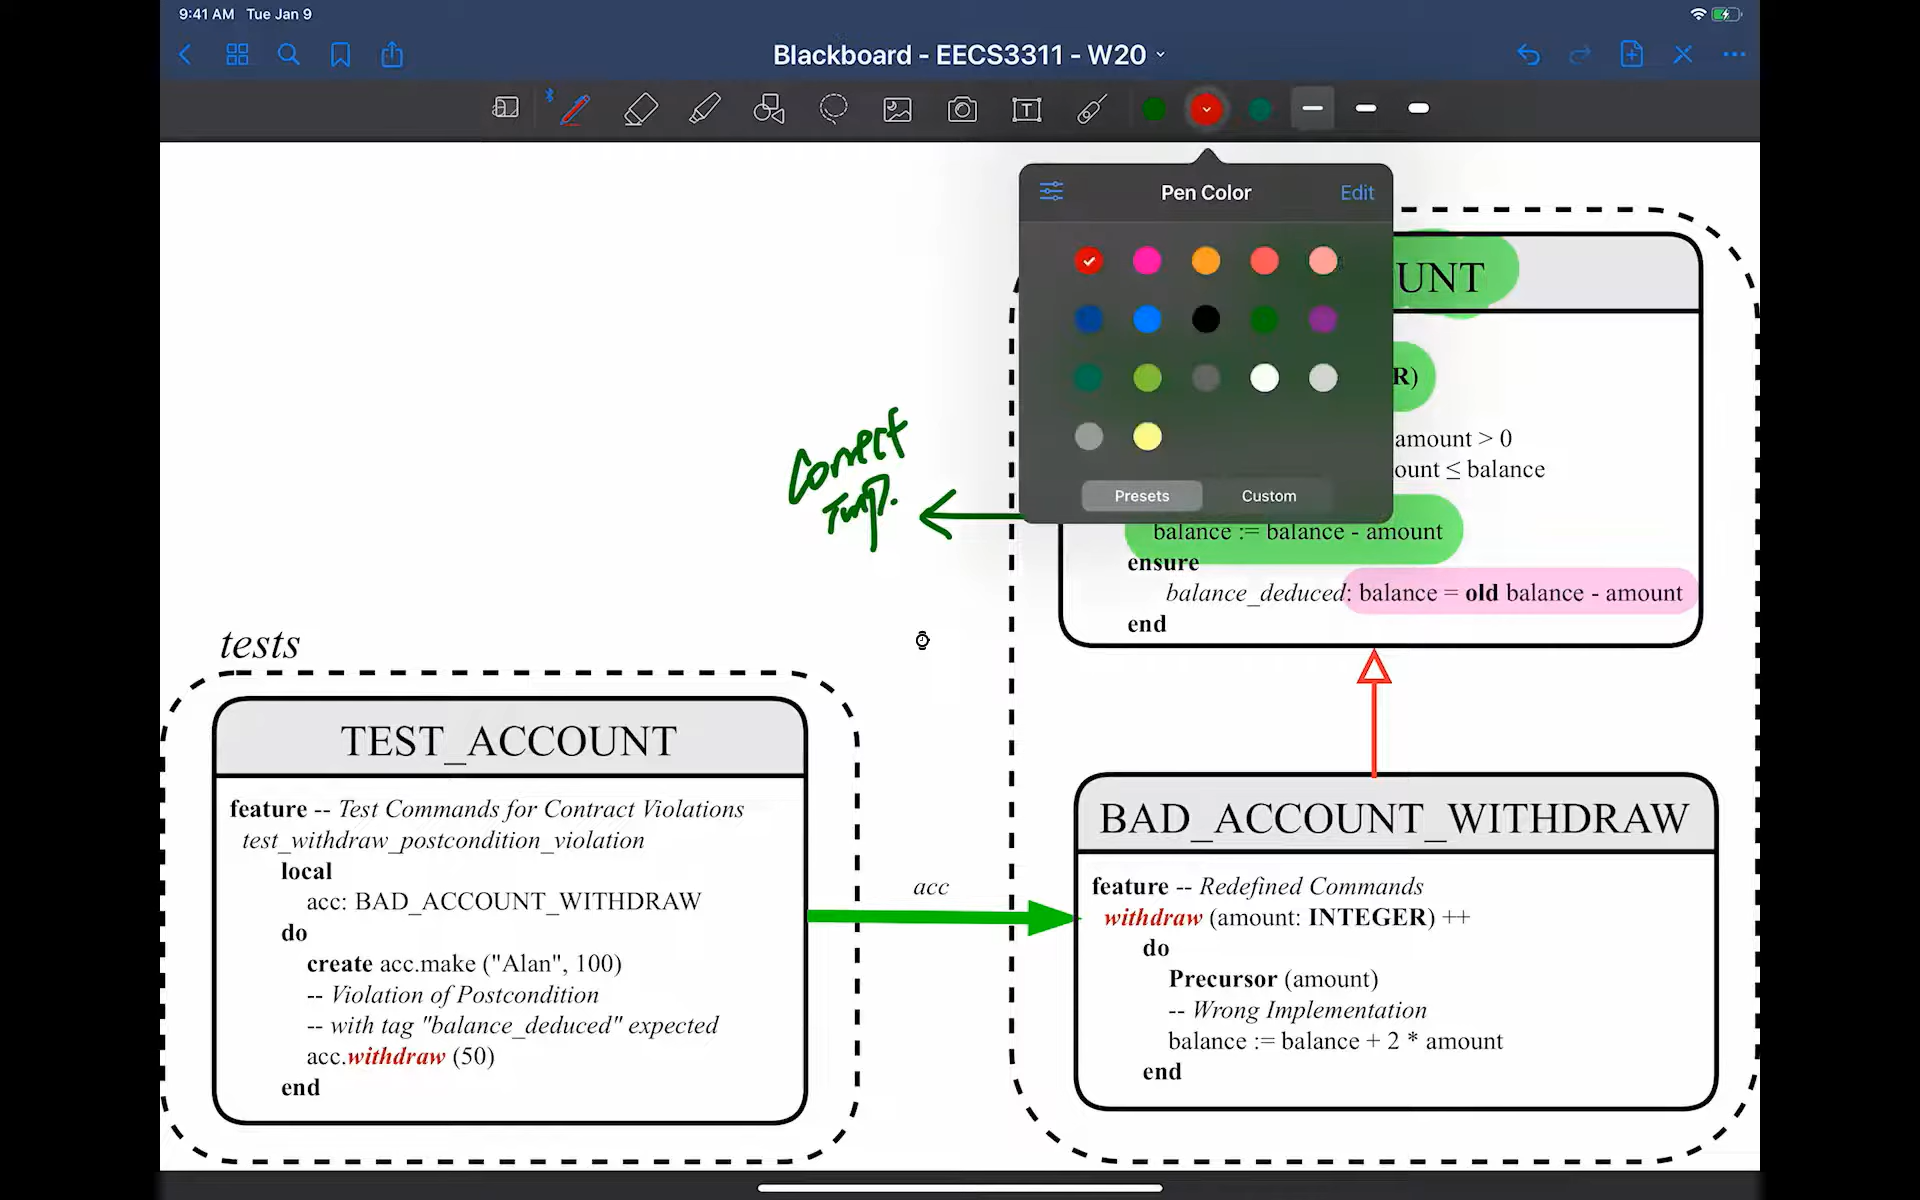 9:41 AM Tue Jan 9
Blackboard - EECS3311 - W20
Pen Color
Edit
Presets
Custom
UNT
R)
amount > 0
ount ≤ balance
balance := balance - amount
ensure
balance_deduced: balance = old balance - amount
end
Correct
Imp.
tests
TEST_ACCOUNT
feature -- Test Commands for Contract Violations
test_withdraw_postcondition_violation
local
acc: BAD_ACCOUNT_WITHDRAW
do
create acc.make ("Alan", 100)
-- Violation of Postcondition
-- with tag "balance_deduced" expected
acc.withdraw (50)
end
acc
BAD_ACCOUNT_WITHDRAW
feature -- Redefined Commands
withdraw (amount: INTEGER) ++
do
Precursor (amount)
-- Wrong Implementation
balance := balance + 2 * amount
end